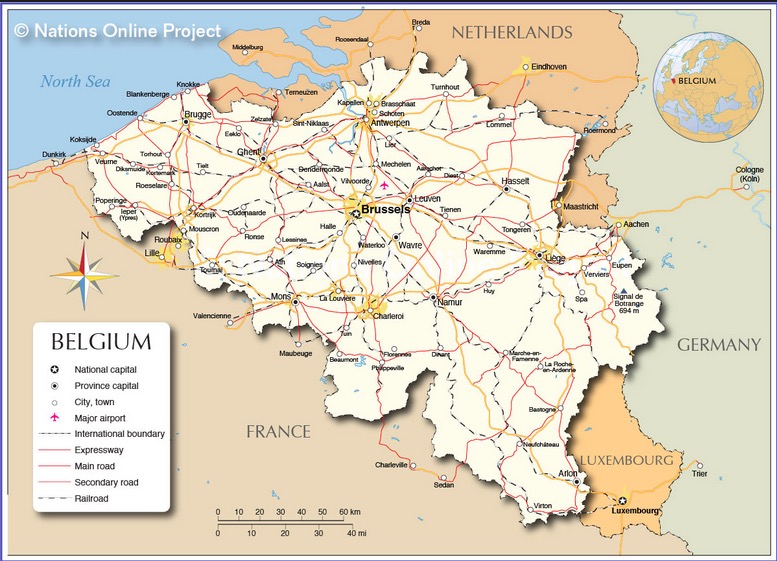 © Nations Online Project
Breda
Roosendaal
NETHERLANDS
Middelburg
Eindhoven
North Sea
BELGIUM
Knokke
Terneuzen
Turnhout
Blankenberge
Kapellen
Brasschaat
Oostende
Brugge
Zelzate
Schoten
Antwerpen
Lommel
Roermond
Sint-Niklaas
Eeklo
Koksijde
Lier
Dunkirk
Veurne
Torhout
Ghent
Mechelen
Cologne
(Köln)
Diksmuide
Kortemark
Tielt
Dendermonde
Aarschot
Diest
Roeselare
Aalst
Vilvoorde
Hasselt
Poperinge
Leuven
Maastricht
Ieper
(Ypres)
Kortrijk
Oudenaarde
Brussels
Tienen
Aachen
Mouscron
Halle
Tongeren
Roubaix
Ronse
Lessines
Waterloo
Wavre
Waremme
Liège
Lille
Eupen
Tournai
Ath
Soignies
Nivelles
Verviers
Huy
Spa
Signal de
Botrange
694 m
Mons
La Louvière
Namur
Charleroi
Valencienne
Tuin
Maubeuge
Beaumont
Florennes
Dinant
Marche-en-
Famenne
Phippeville
La Roche-
en-Ardenne
GERMANY
Bastogne
FRANCE
Neufchâteau
LUXEMBOURG
Charleville
Sedan
Arlon
Trier
Virton
Luxembourg
N
BELGIUM
National capital
Province capital
City, town
Major airport
International boundary
Expressway
Main road
Secondary road
Railroad
0 10 20 30 40 50 60 km
0 10 20 30 40 mi